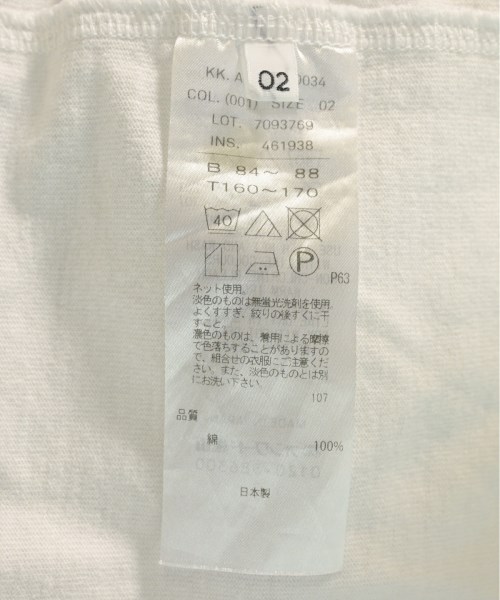 02
KK. A 0034
COL. (001) SIZE 02
LOT. 7093769
INS. 461938
B 84～ 88
T160～170
40
P
P63
ネット使用。
淡色のものは無蛍光洗剤を使用。
よくすすぎ、絞りの後すぐに干
すこと。
濃色のものは、着用による摩擦
で色落ちすることがありますの
で、組合せの衣服にご注意くだ
さい。また、淡色のものとは別
にお洗い下さい。
107
品質
綿 100%
日本製